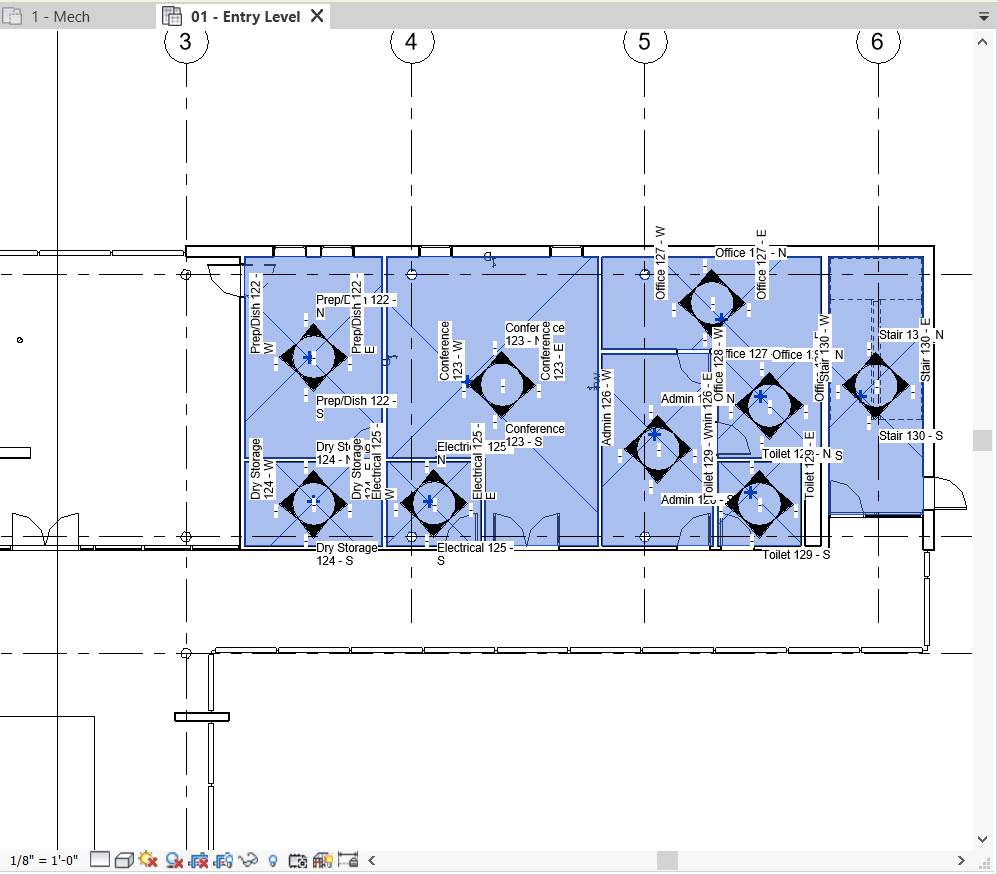 1 - Mech
01 - Entry Level
3
4
5
6
Office 127 - W
Office 127 - E
Office 127 - N
Prep/Dish 122 -
W
Prep/Dish 122 -
N
Prep/Dish 122 -
E
Prep/Dish 122 -
S
Conference
123 - W
Conference
123 - N
Conference
123 - E
Conference
123 - S
Office 127
Office 128 - W
Stair 130 - W
Stair 130 - N
Stair 130 - E
Stair 130 - S
Admin 126 - W
Admin
N
Admin 126 - E
Admin 126 - S
Dry Storage
124 - W
Dry Storage
124 - N
Dry Storage
124 - E
Dry Storage
124 - S
Electrical 125 -
W
Electrical 125 -
N
Electrical 125 -
E
Electrical 125 -
S
Toilet 129 - W
Toilet 129 - N
Toilet 129 - E
Toilet 129 - S
1/8" = 1'-0"